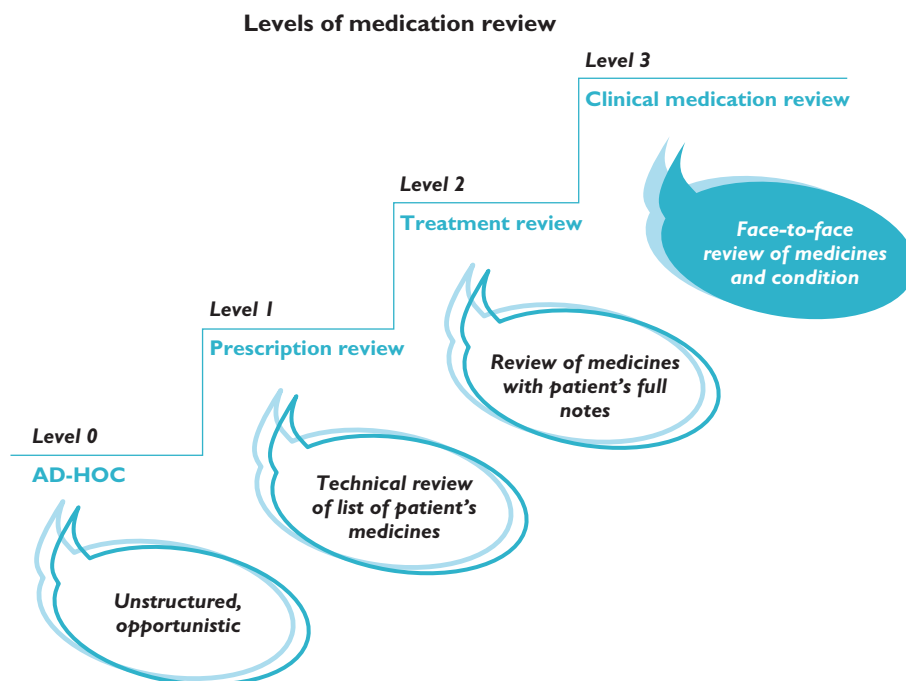 Levels of medication review
Level 3
Clinical medication review
Face-to-face
review of medicines
and condition
Level 2
Treatment review
Review of medicines
with patient's full
notes
Level 1
Prescription review
Technical review
of list of patient's
medicines
Level 0
AD-HOC
Unstructured,
opportunistic